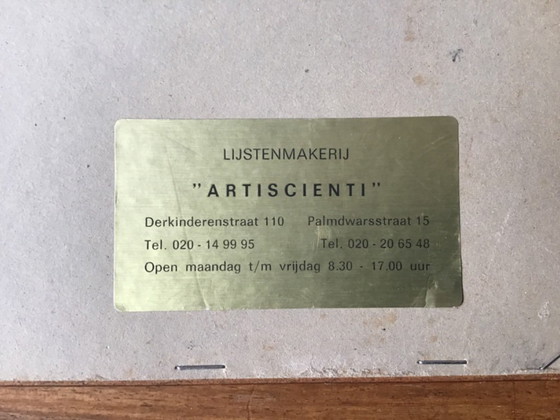 LIJSTENMAKERIJ
"ARTISCIENTI"
Derkinderenstraat 110 Palmdwarsstraat 15
Tel. 020 - 14 99 95 Tel. 020 - 20 65 48
Open maandag t/m vrijdag 8.30 - 17.00 uur